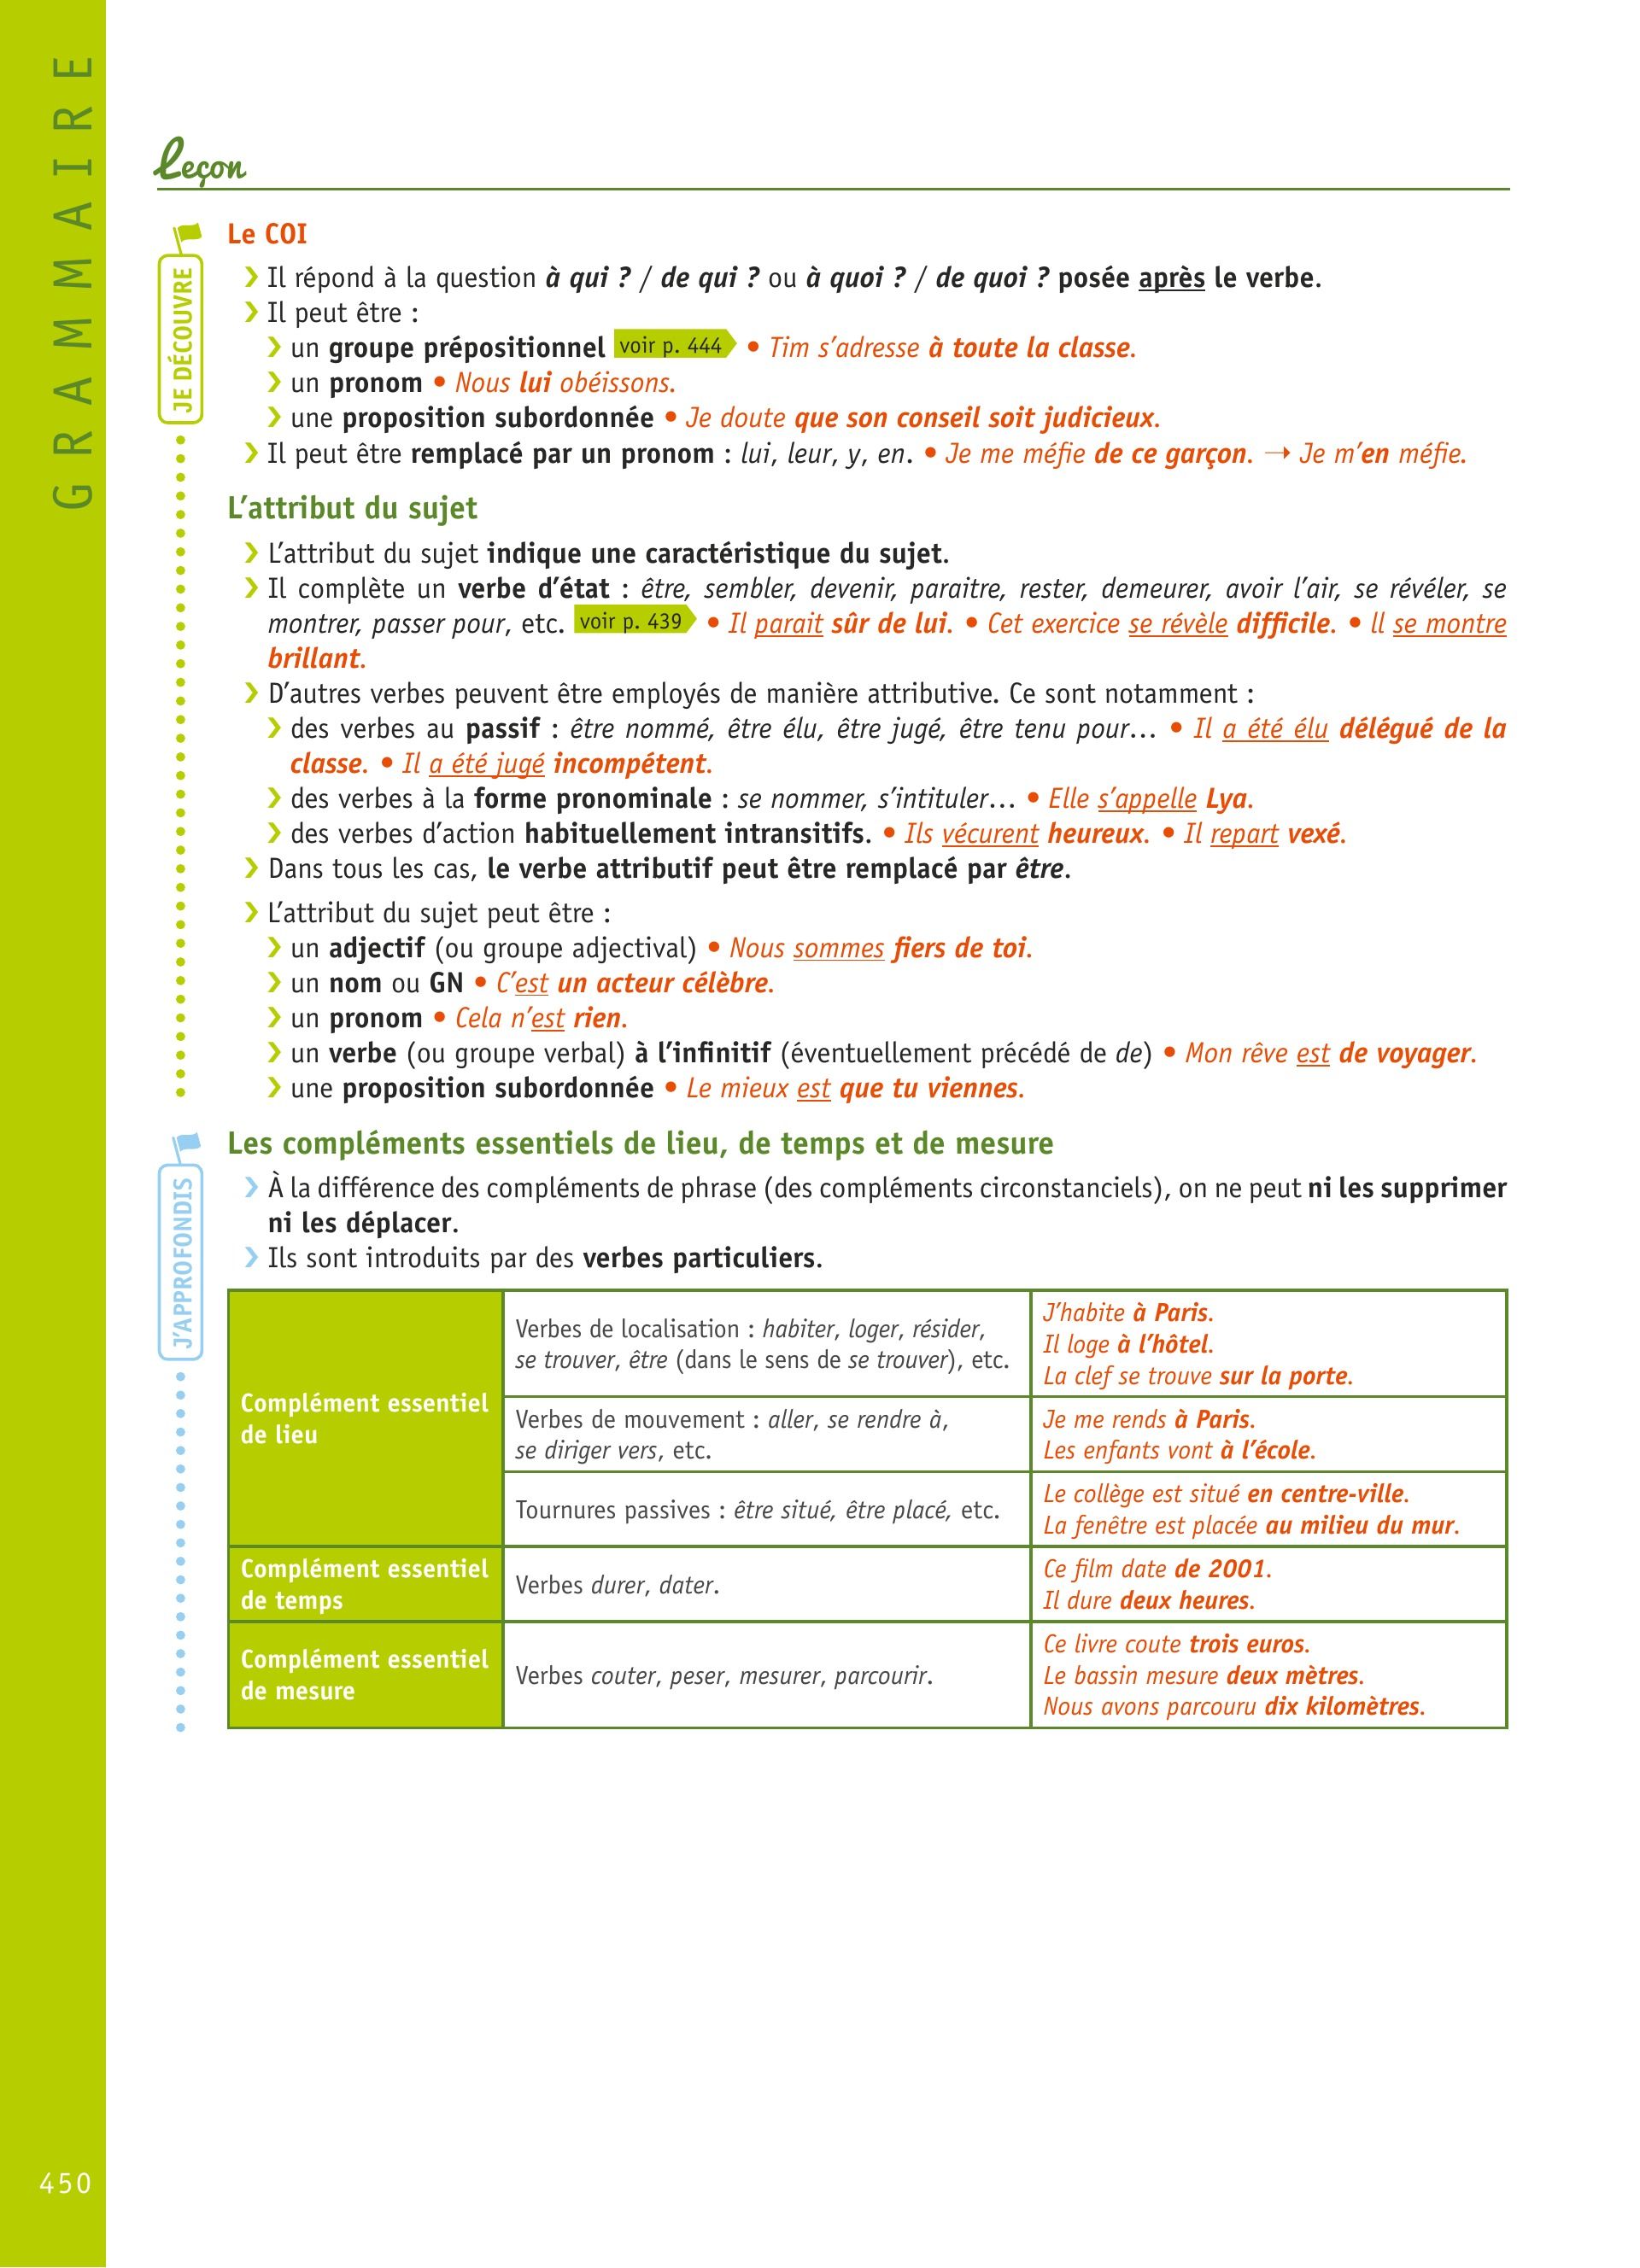 GRAMMAIRE
Leçon
JE DÉCOUVRE
Le COI
❯ Il répond à la question à qui ? / de qui ? ou à quoi ? / de quoi ? posée après le verbe.
❯ Il peut être :
❯ un groupe prépositionnel voir p. 444 • Tim s’adresse à toute la classe.
❯ un pronom • Nous lui obéissons.
❯ une proposition subordonnée • Je doute que son conseil soit judicieux.
❯ Il peut être remplacé par un pronom : lui, leur, y, en. • Je me méfie de ce garçon. → Je m’en méfie.
L’attribut du sujet
❯ L’attribut du sujet indique une caractéristique du sujet.
❯ Il complète un verbe d’état : être, sembler, devenir, paraitre, rester, demeurer, avoir l’air, se révéler, se
montrer, passer pour, etc. voir p. 439 • Il parait sûr de lui. • Cet exercice se révèle difficile. • ll se montre
brillant.
❯ D’autres verbes peuvent être employés de manière attributive. Ce sont notamment :
❯ des verbes au passif : être nommé, être élu, être jugé, être tenu pour… • Il a été élu délégué de la
classe. • Il a été jugé incompétent.
❯ des verbes à la forme pronominale : se nommer, s’intituler… • Elle s’appelle Lya.
❯ des verbes d’action habituellement intransitifs. • Ils vécurent heureux. • Il repart vexé.
❯ Dans tous les cas, le verbe attributif peut être remplacé par être.
❯ L’attribut du sujet peut être :
❯ un adjectif (ou groupe adjectival) • Nous sommes fiers de toi.
❯ un nom ou GN • C’est un acteur célèbre.
❯ un pronom • Cela n’est rien.
❯ un verbe (ou groupe verbal) à l’infinitif (éventuellement précédé de de) • Mon rêve est de voyager.
❯ une proposition subordonnée • Le mieux est que tu viennes.
J’APPROFONDIS
Les compléments essentiels de lieu, de temps et de mesure
❯ À la différence des compléments de phrase (des compléments circonstanciels), on ne peut ni les supprimer
ni les déplacer.
❯ Ils sont introduits par des verbes particuliers.
Complément essentiel
de lieu
Verbes de localisation : habiter, loger, résider,
se trouver, être (dans le sens de se trouver), etc.
J’habite à Paris.
Il loge à l’hôtel.
La clef se trouve sur la porte.
Verbes de mouvement : aller, se rendre à,
se diriger vers, etc.
Je me rends à Paris.
Les enfants vont à l’école.
Tournures passives : être situé, être placé, etc.
Le collège est situé en centre-ville.
La fenêtre est placée au milieu du mur.
Complément essentiel
de temps
Verbes durer, dater.
Ce film date de 2001.
Il dure deux heures.
Complément essentiel
de mesure
Verbes couter, peser, mesurer, parcourir.
Ce livre coute trois euros.
Le bassin mesure deux mètres.
Nous avons parcouru dix kilomètres.
450